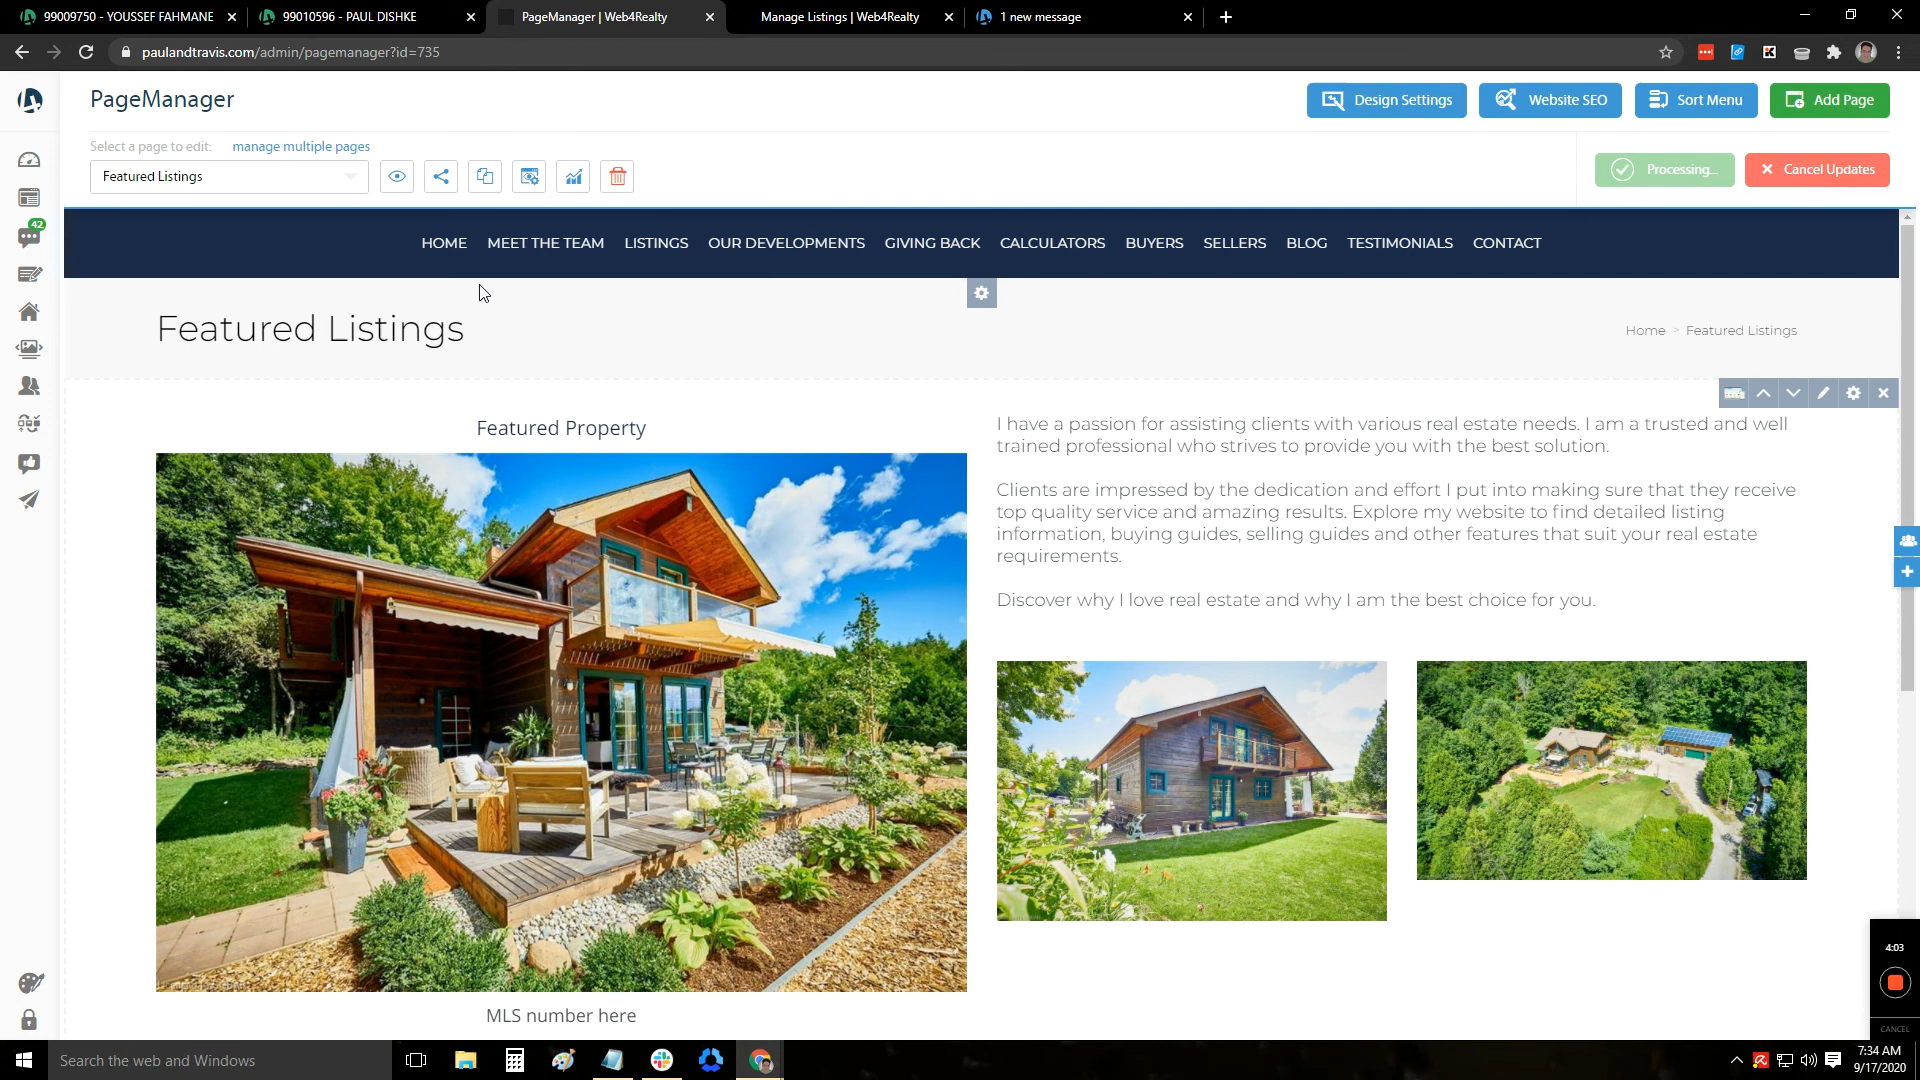 99009750 - YOUSSEF FAHMANE
99010596 - PAUL DISHKE
PageManager | Web4Realty
Manage Listings | Web4Realty
1 new message
paulandtravis.com/admin/pagemanager?id=735
PageManager
Design Settings
Website SEO
Sort Menu
Add Page
Select a page to edit:
manage multiple pages
Featured Listings
Processing...
Cancel Updates
42
HOME MEET THE TEAM LISTINGS OUR DEVELOPMENTS GIVING BACK CALCULATORS BUYERS SELLERS BLOG TESTIMONIALS CONTACT
Featured Listings
Home > Featured Listings
Featured Property
I have a passion for assisting clients with various real estate needs. I am a trusted and well
trained professional who strives to provide you with the best solution.
Clients are impressed by the dedication and effort I put into making sure that they receive
top quality service and amazing results. Explore my website to find detailed listing
information, buying guides, selling guides and other features that suit your real estate
requirements.
Discover why I love real estate and why I am the best choice for you.
MLS number here
4:03
CANCEL
Search the web and Windows
7:34 AM
9/17/2020